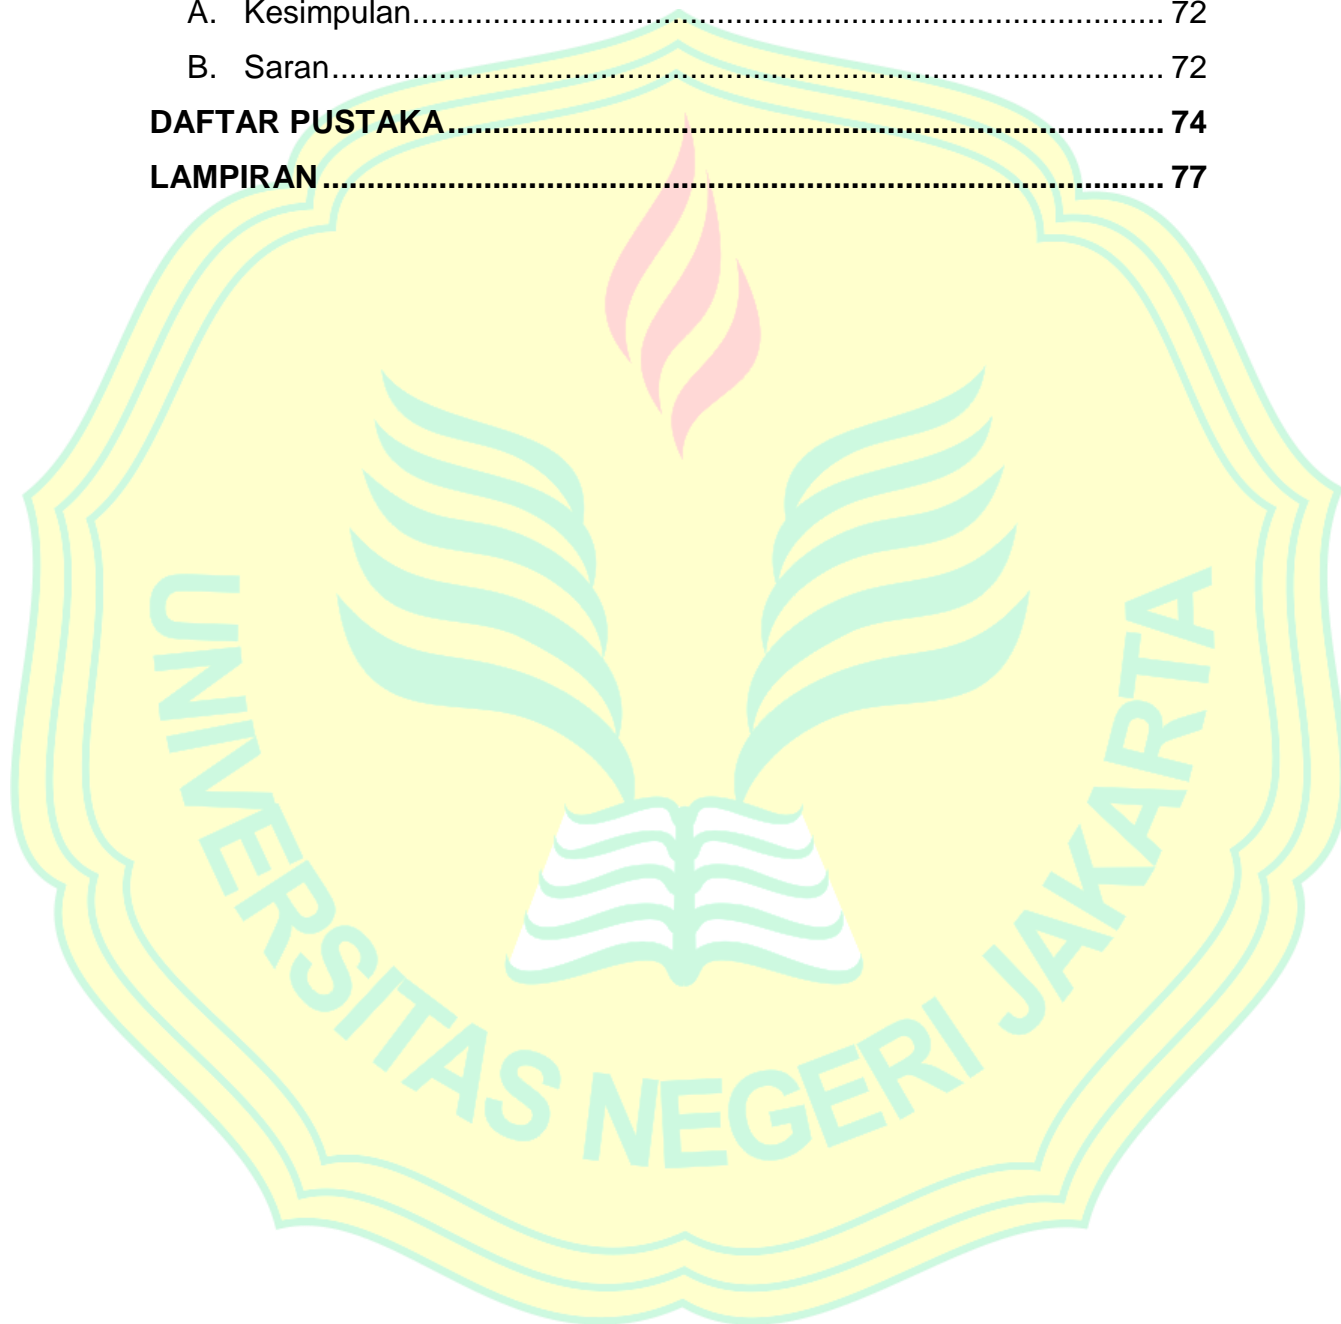 A. Kesimpulan........................................................................................ 72
B. Saran.................................................................................................. 72
DAFTAR PUSTAKA................................................................................. 74
LAMPIRAN............................................................................................... 77
UNIVERSITAS NEGERI JAKARTA